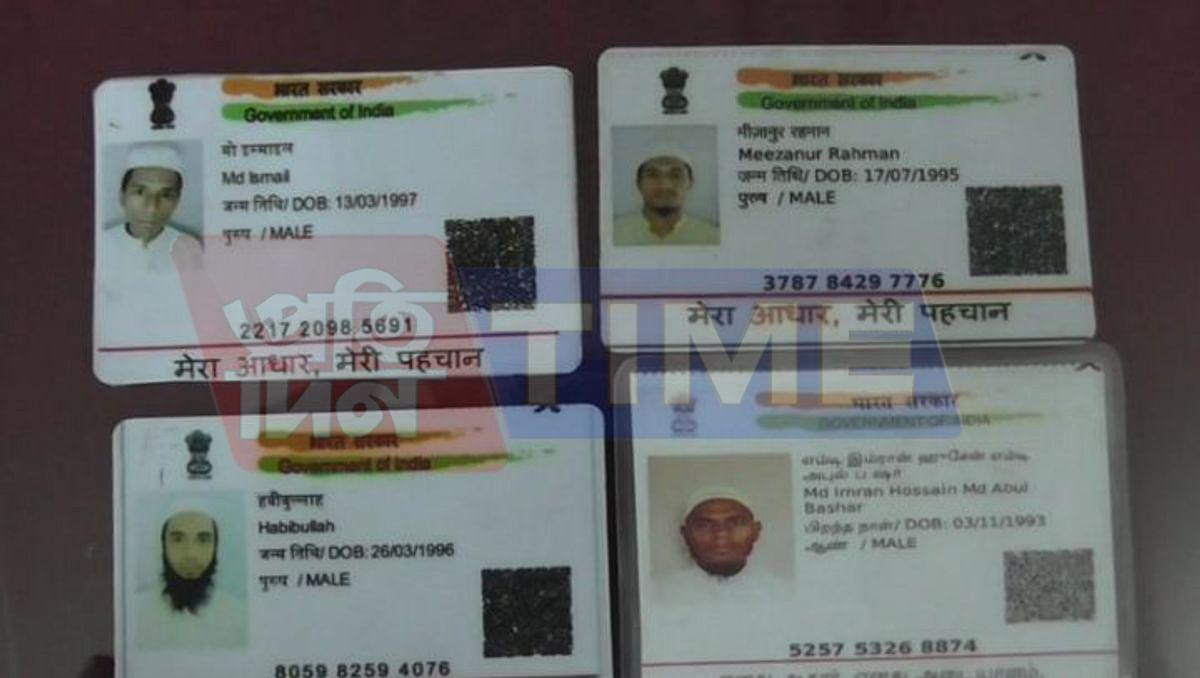 भारत सरकार
Government of India
मो इस्माइल
Md Ismail
जन्म तिथि/ DOB: 13/03/1997
पुरुष / MALE
2217 2098 5691
मेरा आधार, मेरी पहचान
भारत सरकार
Government of India
मीज़ानुर रहमान
Meezanur Rahman
जन्म तिथि/ DOB: 17/07/1995
पुरुष / MALE
3787 8429 7776
मेरा आधार, मेरी पहचान
প্রতি
দিন
TIME
भारत सरकार
Government of India
हबीबुल्लाह
Habibullah
जन्म तिथि/ DOB: 26/03/1996
पुरुष / MALE
8059 8259 4076
भारत सरकार
GOVERNMENT OF INDIA
எம்டி இம்ரான் ஹுசேன் எம்டி
அபுல் ப ஷர்
Md Imran Hossain Md Abul
Bashar
பிறந்த நாள்/ DOB: 03/11/1993
ஆண் / MALE
5257 5326 8874